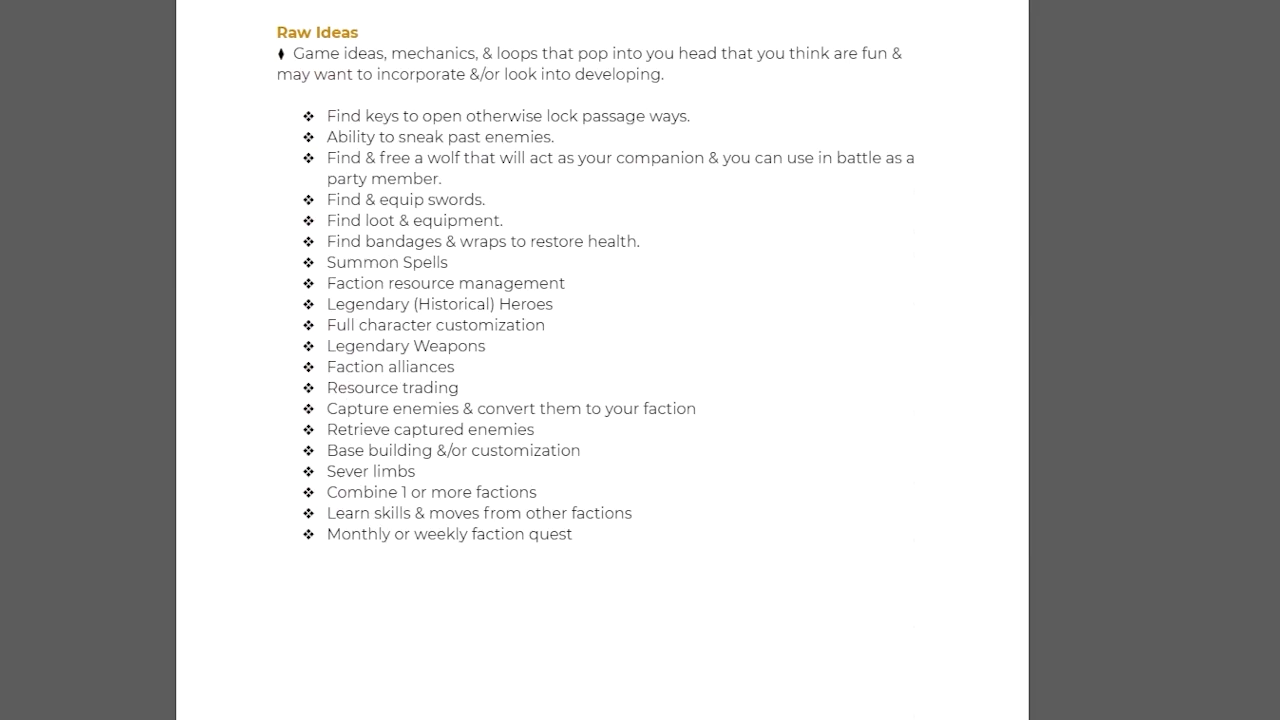 Raw Ideas
♦ Game ideas, mechanics, & loops that pop into you head that you think are fun &
may want to incorporate &/or look into developing.
❖ Find keys to open otherwise lock passage ways.
❖ Ability to sneak past enemies.
❖ Find & free a wolf that will act as your companion & you can use in battle as a
party member.
❖ Find & equip swords.
❖ Find loot & equipment.
❖ Find bandages & wraps to restore health.
❖ Summon Spells
❖ Faction resource management
❖ Legendary (Historical) Heroes
❖ Full character customization
❖ Legendary Weapons
❖ Faction alliances
❖ Resource trading
❖ Capture enemies & convert them to your faction
❖ Retrieve captured enemies
❖ Base building &/or customization
❖ Sever limbs
❖ Combine 1 or more factions
❖ Learn skills & moves from other factions
❖ Monthly or weekly faction quest